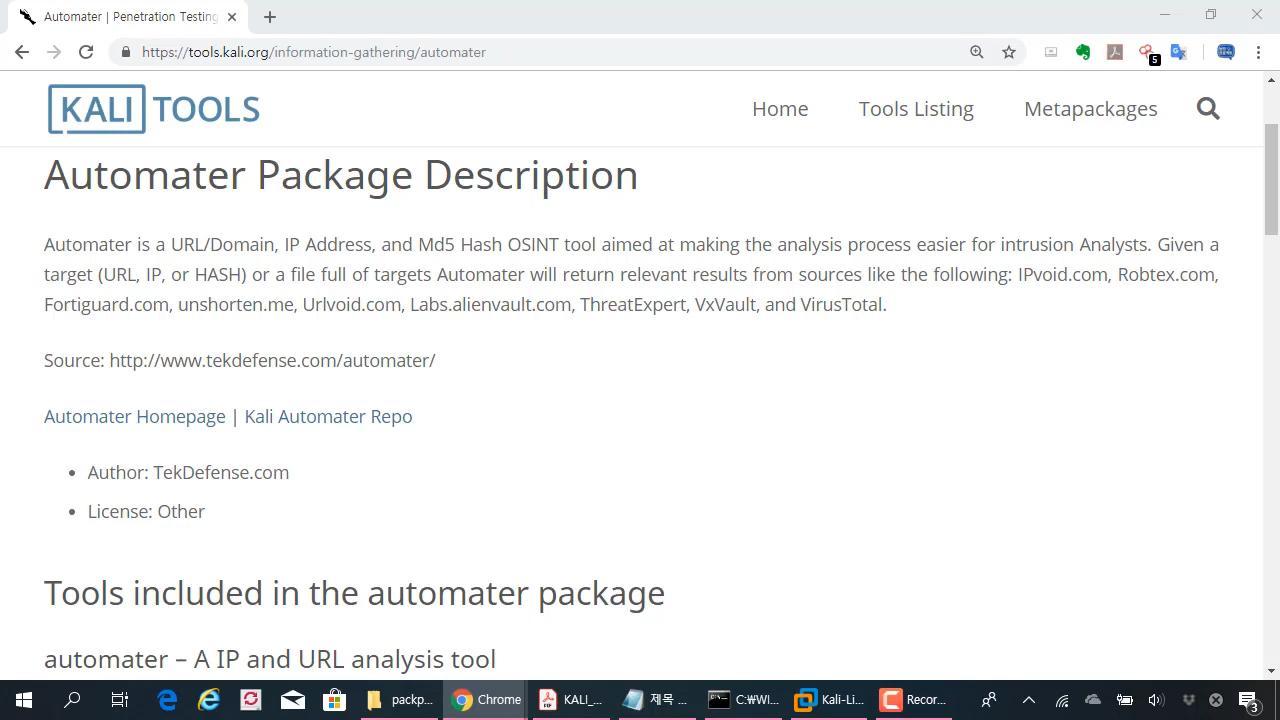 Automater | Penetration Testing
https://tools.kali.org/information-gathering/automater
5
KALI TOOLS
Home
Tools Listing
Metapackages
Automater Package Description
Automater is a URL/Domain, IP Address, and Md5 Hash OSINT tool aimed at making the analysis process easier for intrusion Analysts. Given a
target (URL, IP, or HASH) or a file full of targets Automater will return relevant results from sources like the following: IPvoid.com, Robtex.com,
Fortiguard.com, unshorten.me, Urlvoid.com, Labs.alienvault.com, ThreatExpert, VxVault, and VirusTotal.
Source: http://www.tekdefense.com/automater/
Automater Homepage | Kali Automater Repo
• Author: TekDefense.com
• License: Other
Tools included in the automater package
automater – A IP and URL analysis tool
packp...
Chrome
KALI_...
제목 ...
C:₩WI...
Kali-Li...
Recor...
3